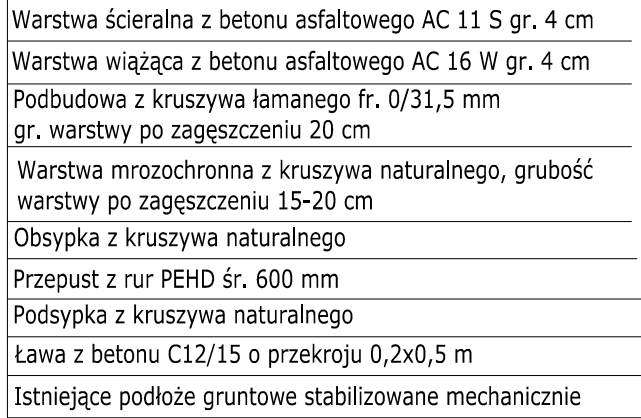 Warstwa ścieralna z betonu asfaltowego AC 11 S gr. 4 cm
Warstwa wiążąca z betonu asfaltowego AC 16 W gr. 4 cm
Podbudowa z kruszywa łamanego fr. 0/31,5 mm
gr. warstwy po zagęszczeniu 20 cm
Warstwa mrozochronna z kruszywa naturalnego, grubość
warstwy po zagęszczeniu 15-20 cm
Obsypka z kruszywa naturalnego
Przepust z rur PEHD śr. 600 mm
Podsypka z kruszywa naturalnego
Ława z betonu C12/15 o przekroju 0,2x0,5 m
Istniejące podłoże gruntowe stabilizowane mechanicznie